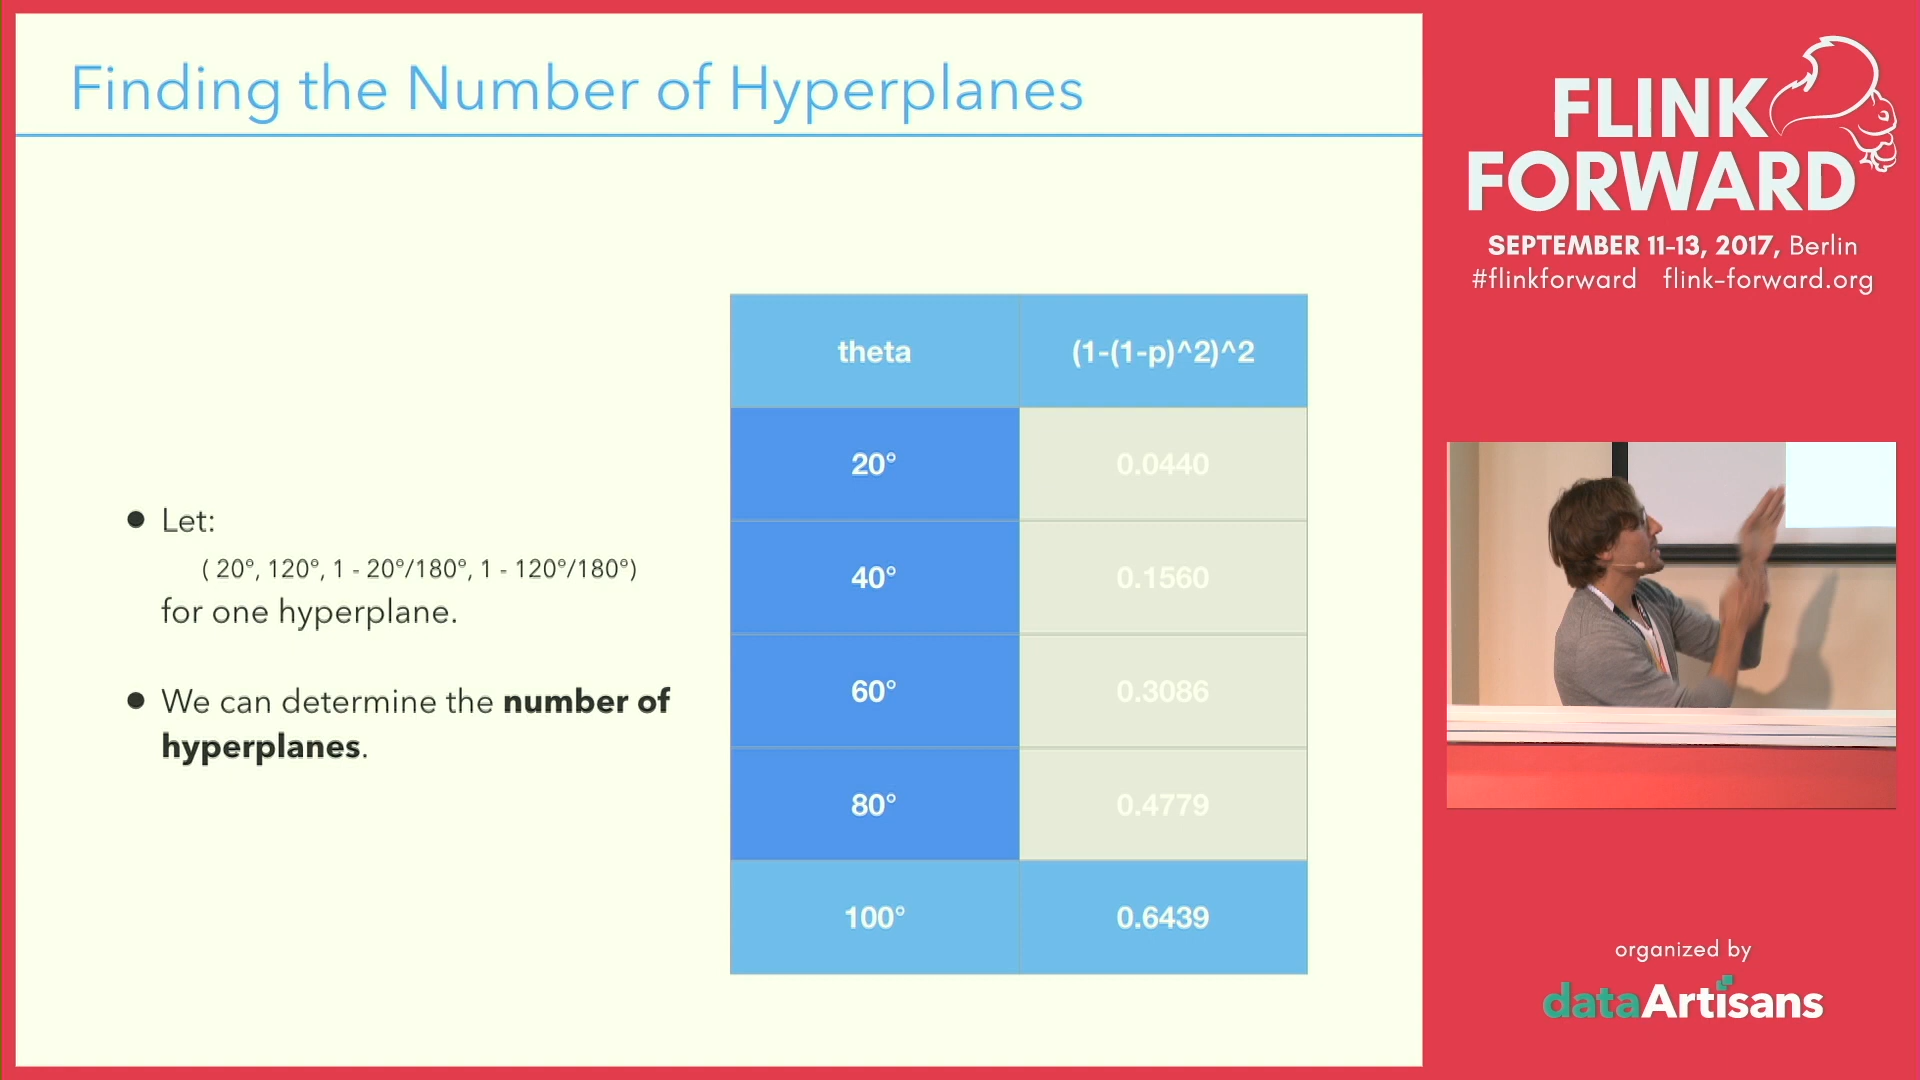 Finding the Number of Hyperplanes
● Let:
( 20°, 120°, 1 - 20°/180°, 1 - 120°/180°)
for one hyperplane.
● We can determine the number of
hyperplanes.
theta (1-(1-p)^2)^2
20° 0.0440
40° 0.1560
60° 0.3086
80° 0.4779
100° 0.6439
FLINK
FORWARD
SEPTEMBER 11-13, 2017, Berlin
#flinkforward flink-forward.org
organized by
dataArtisans